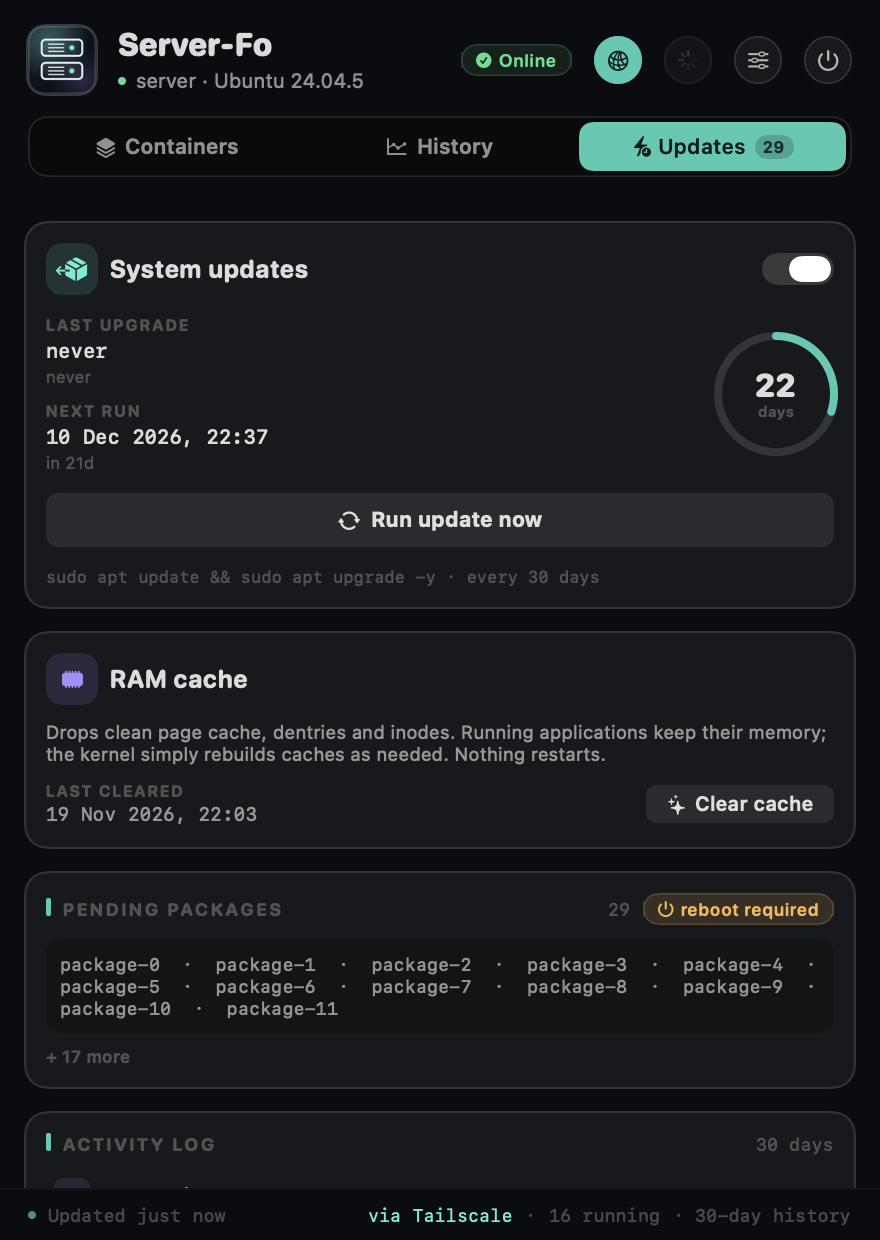 Server-Fo
server · Ubuntu 24.04.5
Online
Containers
History
Updates 29
System updates
LAST UPGRADE
never
never
NEXT RUN
10 Dec 2026, 22:37
in 21d
22
days
Run update now
sudo apt update && sudo apt upgrade -y · every 30 days
RAM cache
Drops clean page cache, dentries and inodes. Running applications keep their memory;
the kernel simply rebuilds caches as needed. Nothing restarts.
LAST CLEARED
19 Nov 2026, 22:03
Clear cache
PENDING PACKAGES
29
reboot required
package-0 · package-1 · package-2 · package-3 · package-4 ·
package-5 · package-6 · package-7 · package-8 · package-9 ·
package-10 · package-11
+ 17 more
ACTIVITY LOG
30 days
Updated just now
via Tailscale · 16 running · 30-day history